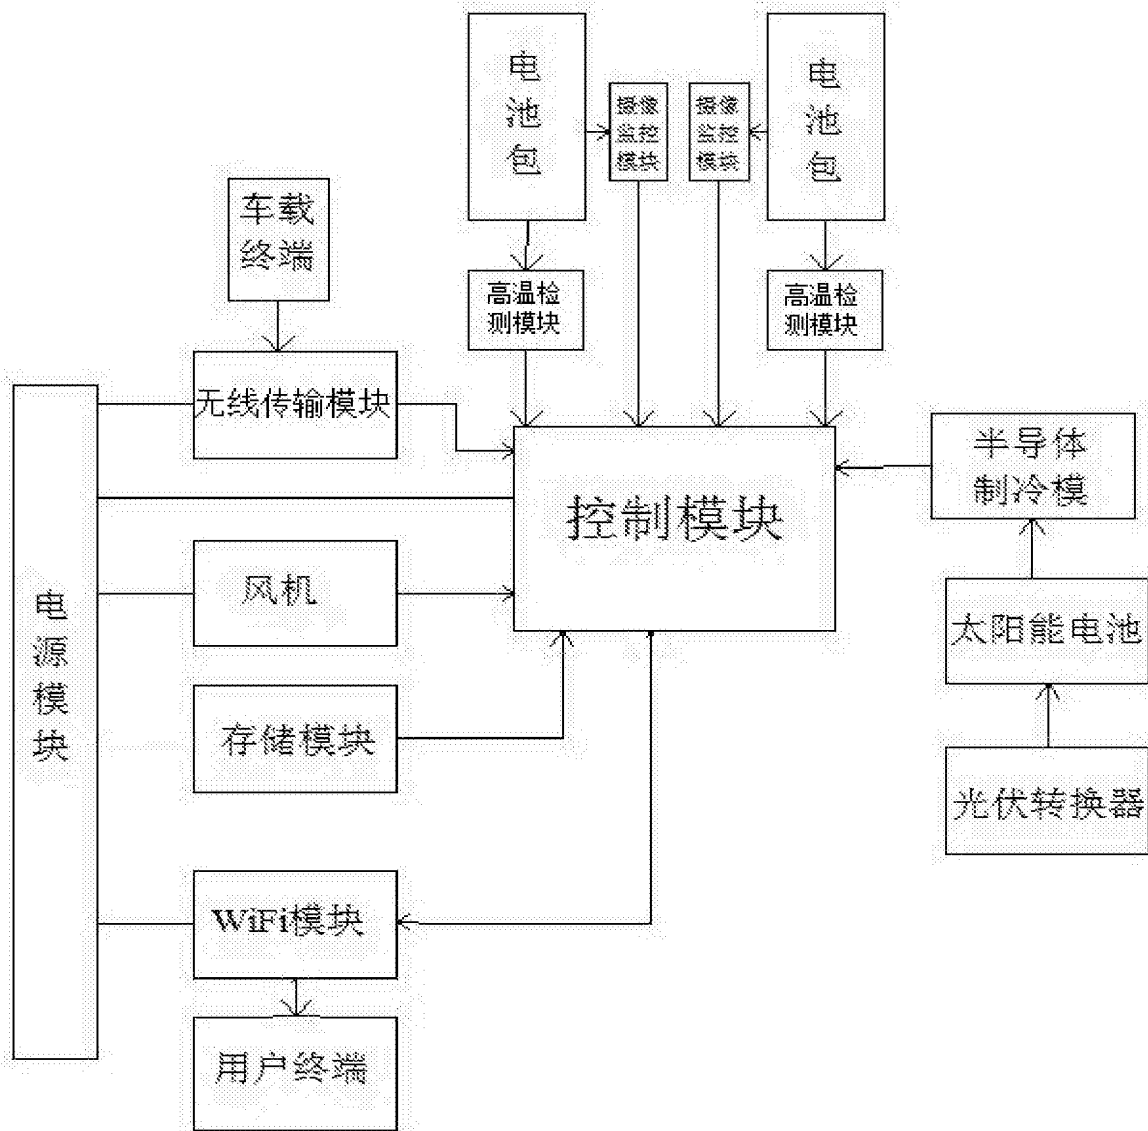 电池包
摄像
监控
模块
摄像
监控
模块
电池包
车载
终端
高温检
测模块
高温检
测模块
无线传输模块
半导体
制冷模
控制模块
电源模块
风机
太阳能电池
存储模块
光伏转换器
WiFi模块
用户终端